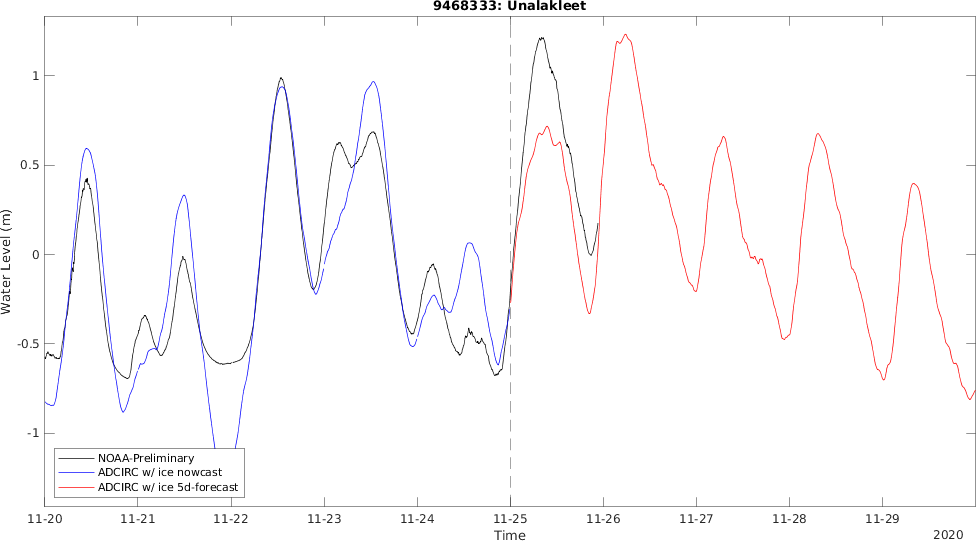 9468333: Unalakleet
Water Level (m)
1
0.5
0
-0.5
-1
NOAA-Preliminary
ADCIRC w/ ice nowcast
ADCIRC w/ ice 5d-forecast
11-20 11-21 11-22 11-23 11-24 11-25 11-26 11-27 11-28 11-29
Time
2020